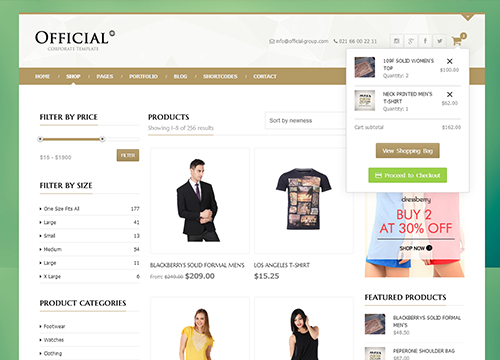 OFFICIAL
CORPORATE TEMPLATE
info@official-group.com
021 66 00 22 11
HOME
SHOP
PAGES
PORTFOLIO
BLOG
SHORTCODES
CONTACT
109F SOLID WOMEN'S TOP
Quantity: 2
$100.00
NECK PRINTED MEN'S T-SHIRT
Quantity: 1
$62.00
Cart subtotal
$162.00
View Shopping Bag
Proceed to Checkout
FILTER BY PRICE
$15 - $1900
FILTER
FILTER BY SIZE
One Size Fits All 177
Large 11
Small 13
Medium 54
Large 11
X Large 6
PRODUCT CATEGORIES
Footwear
Watches
Clothing
PRODUCTS
Showing 1-8 of 256 results
Sort by newness
BLACKBERRYS SOLID FORMAL MEN'S
From: $249.00 $209.00
LOS ANGELES T-SHIRT
$15.25
dressberry
BUY 2
AT 30% OFF
SHOP NOW
FEATURED PRODUCTS
BLACKBERRYS SOLID FORMAL MEN'S
$48.50
PEPERONE SHOULDER BAG